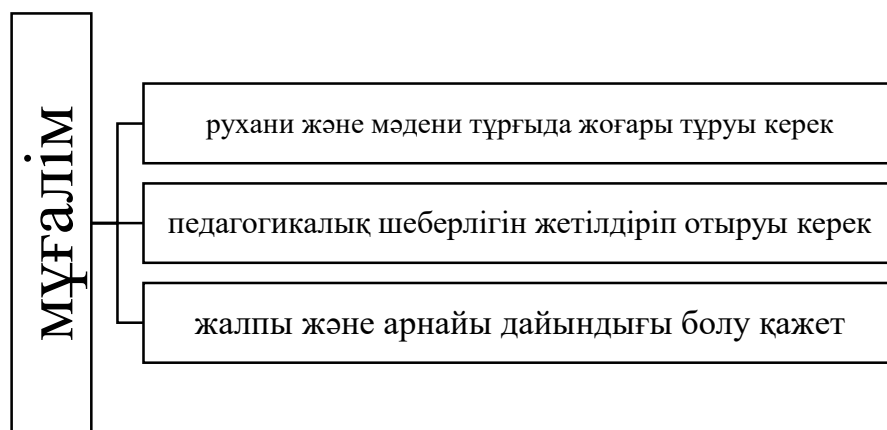 мұғалім
рухани және мәдени тұрғыда жоғары тұруы керек
педагогикалық шеберлігін жетілдіріп отыруы керек
жалпы және арнайы дайындығы болу қажет